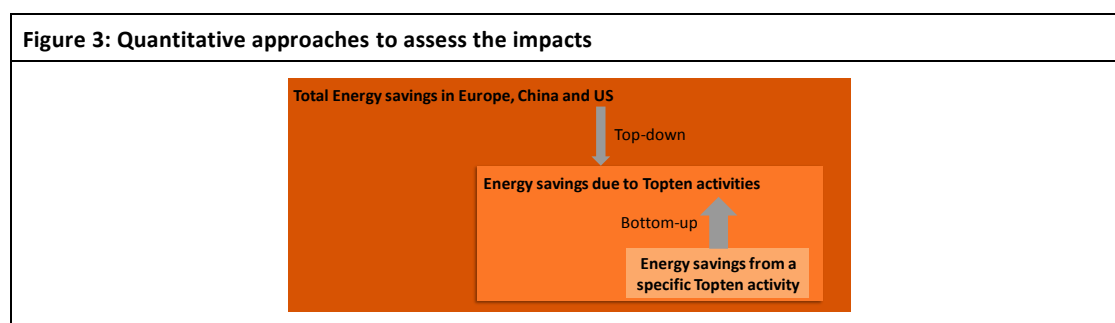 Figure 3: Quantitative approaches to assess the impacts
Total Energy savings in Europe, China and US
Top-down
Energy savings due to Topten activities
Bottom-up
Energy savings from a
specific Topten activity